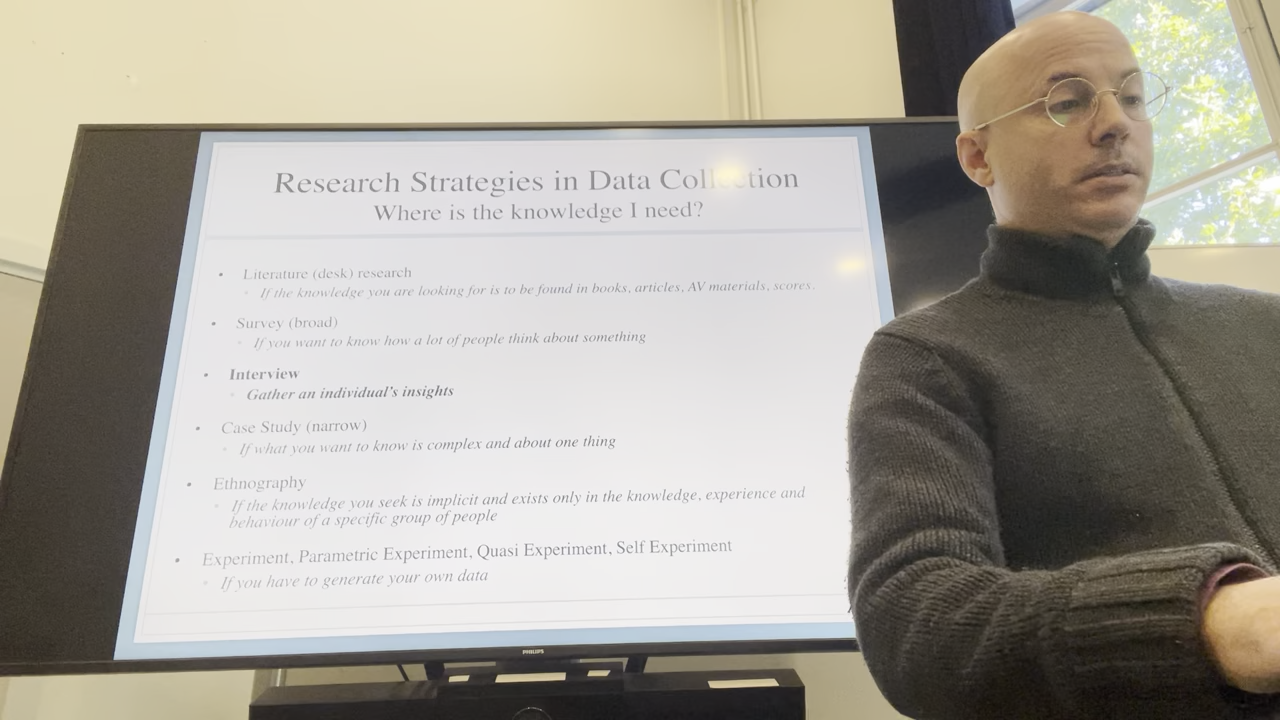 Research Strategies in Data Collection
Where is the knowledge I need?
• Literature (desk) research
• If the knowledge you are looking for is to be found in books, articles, AV materials, scores.
• Survey (broad)
• If you want to know how a lot of people think about something
• Interview
• Gather an individual's insights
• Case Study (narrow)
• If what you want to know is complex and about one thing
• Ethnography
• If the knowledge you seek is implicit and exists only in the knowledge, experience and
behaviour of a specific group of people
• Experiment, Parametric Experiment, Quasi Experiment, Self Experiment
• If you have to generate your own data
PHILIPS